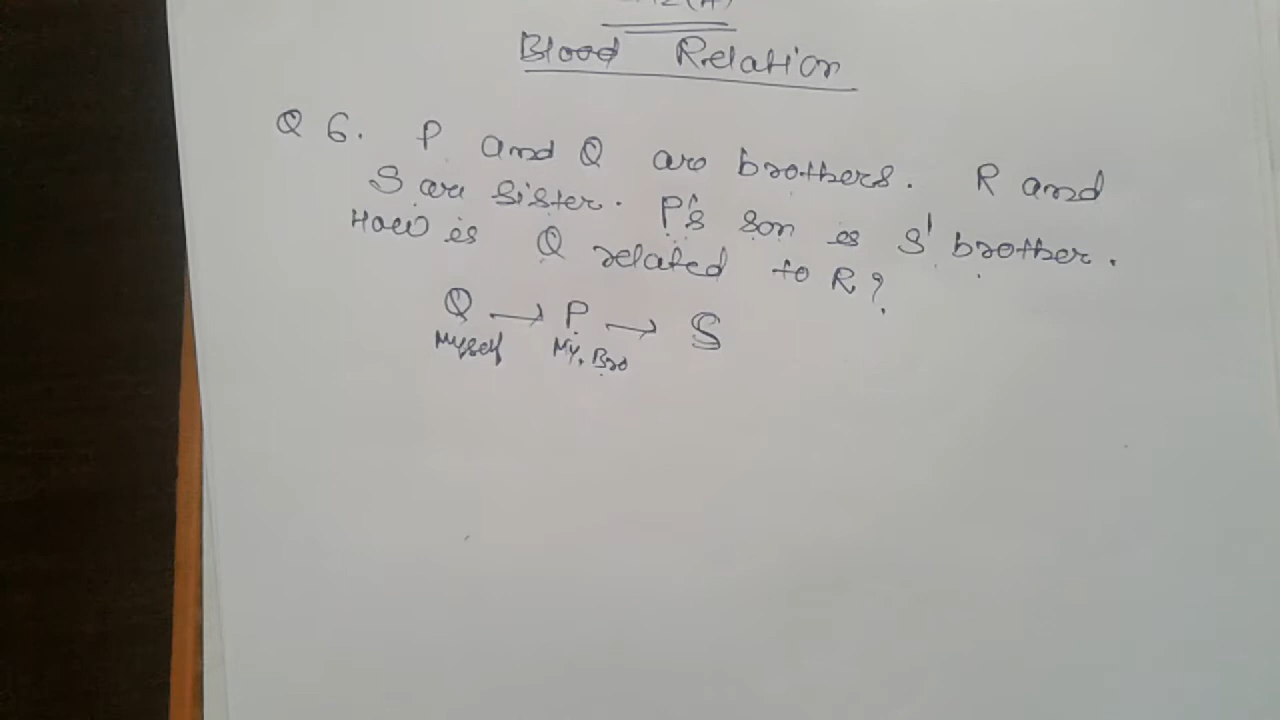 Blood Relation
Q 6. P and Q are brothers. R and
S are sister. P's son is S' brother.
How is Q related to R?
Q → P → S
Myself My. Bro